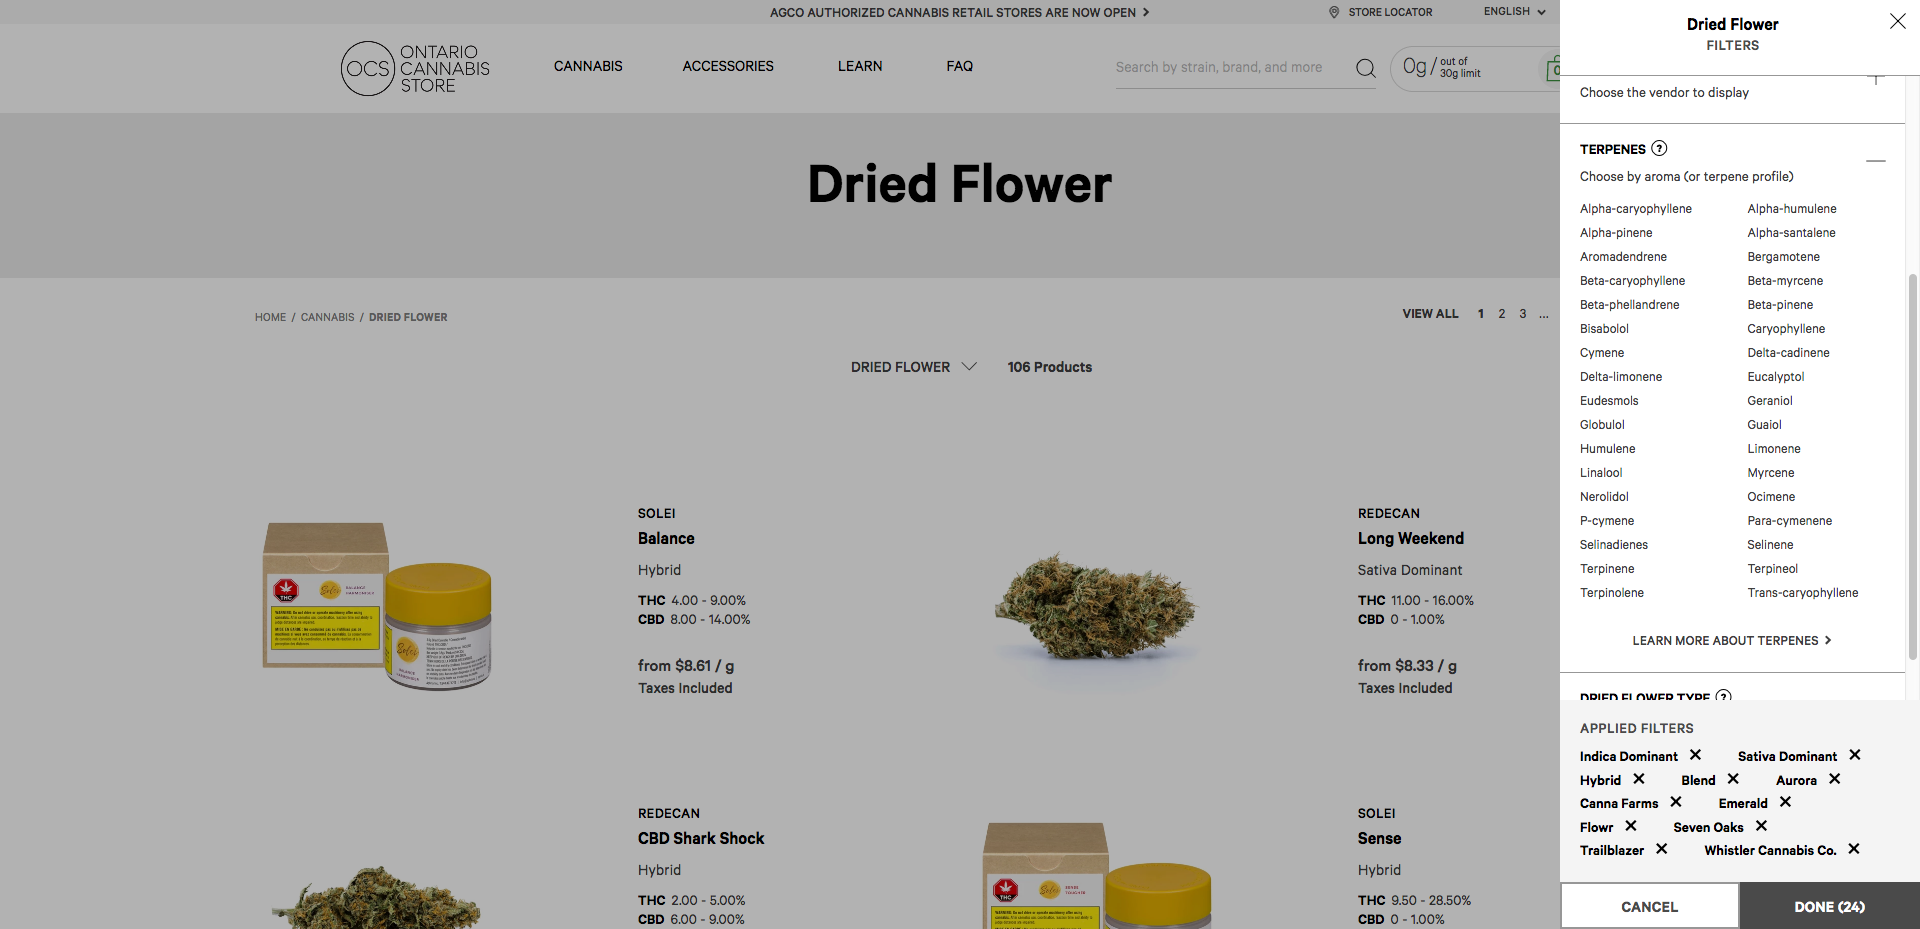 AGCO AUTHORIZED CANNABIS RETAIL STORES ARE NOW OPEN
STORE LOCATOR
ENGLISH
OCS
ONTARIO
CANNABIS
STORE
CANNABIS
ACCESSORIES
LEARN
FAQ
Search by strain, brand, and more
0g / out of 30g limit
0
Dried Flower
HOME / CANNABIS / DRIED FLOWER
VIEW ALL 1 2 3 ...
DRIED FLOWER
106 Products
SOLEI
Balance
Hybrid
THC 4.00 - 9.00%
CBD 8.00 - 14.00%
from $8.61 / g
Taxes Included
THC
Solei
BALANCE
Solei
REDECAN
Long Weekend
Sativa Dominant
THC 11.00 - 16.00%
CBD 0 - 1.00%
from $8.33 / g
Taxes Included
REDECAN
CBD Shark Shock
Hybrid
THC 2.00 - 5.00%
CBD 6.00 - 9.00%
SOLEI
Sense
Hybrid
THC 9.50 - 28.50%
CBD 0 - 1.00%
THC
Solei
SENSE
Dried Flower
FILTERS
Choose the vendor to display
TERPENES ?
Choose by aroma (or terpene profile)
Alpha-caryophyllene Alpha-humulene
Alpha-pinene Alpha-santalene
Aromadendrene Bergamotene
Beta-caryophyllene Beta-myrcene
Beta-phellandrene Beta-pinene
Bisabolol Caryophyllene
Cymene Delta-cadinene
Delta-limonene Eucalyptol
Eudesmols Geraniol
Globulol Guaiol
Humulene Limonene
Linalool Myrcene
Nerolidol Ocimene
P-cymene Para-cymenene
Selinadienes Selinene
Terpinene Terpineol
Terpinolene Trans-caryophyllene
LEARN MORE ABOUT TERPENES
DRIED FLOWER TYPE ?
APPLIED FILTERS
Indica Dominant Sativa Dominant
Hybrid Blend Aurora
Canna Farms Emerald
Flowr Seven Oaks
Trailblazer Whistler Cannabis Co.
CANCEL
DONE (24)